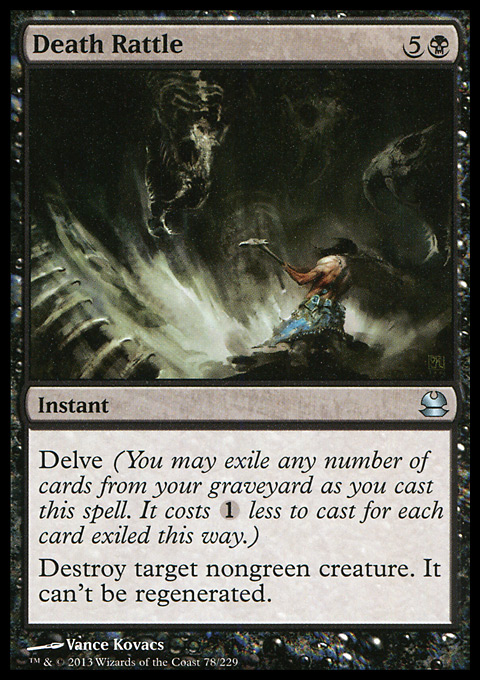 Death Rattle 5
Instant
Delve (You may exile any number of
cards from your graveyard as you cast
this spell. It costs 1 less to cast for each
card exiled this way.)
Destroy target nongreen creature. It
can't be regenerated.
Vance Kovacs
™ & © 2013 Wizards of the Coast 78/229